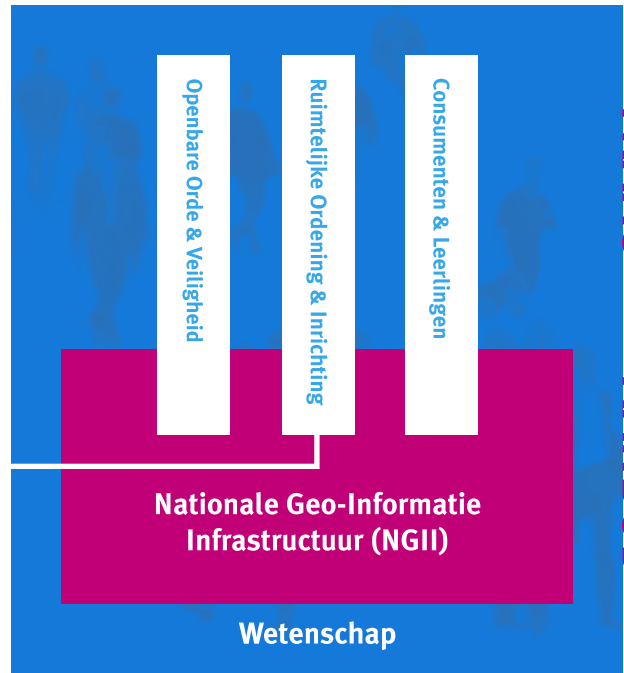 Openbare Orde & Veiligheid
Ruimtelijke Ordening & Inrichting
Consumenten & Leerlingen
Nationale Geo-Informatie
Infrastructuur (NGII)
Wetenschap